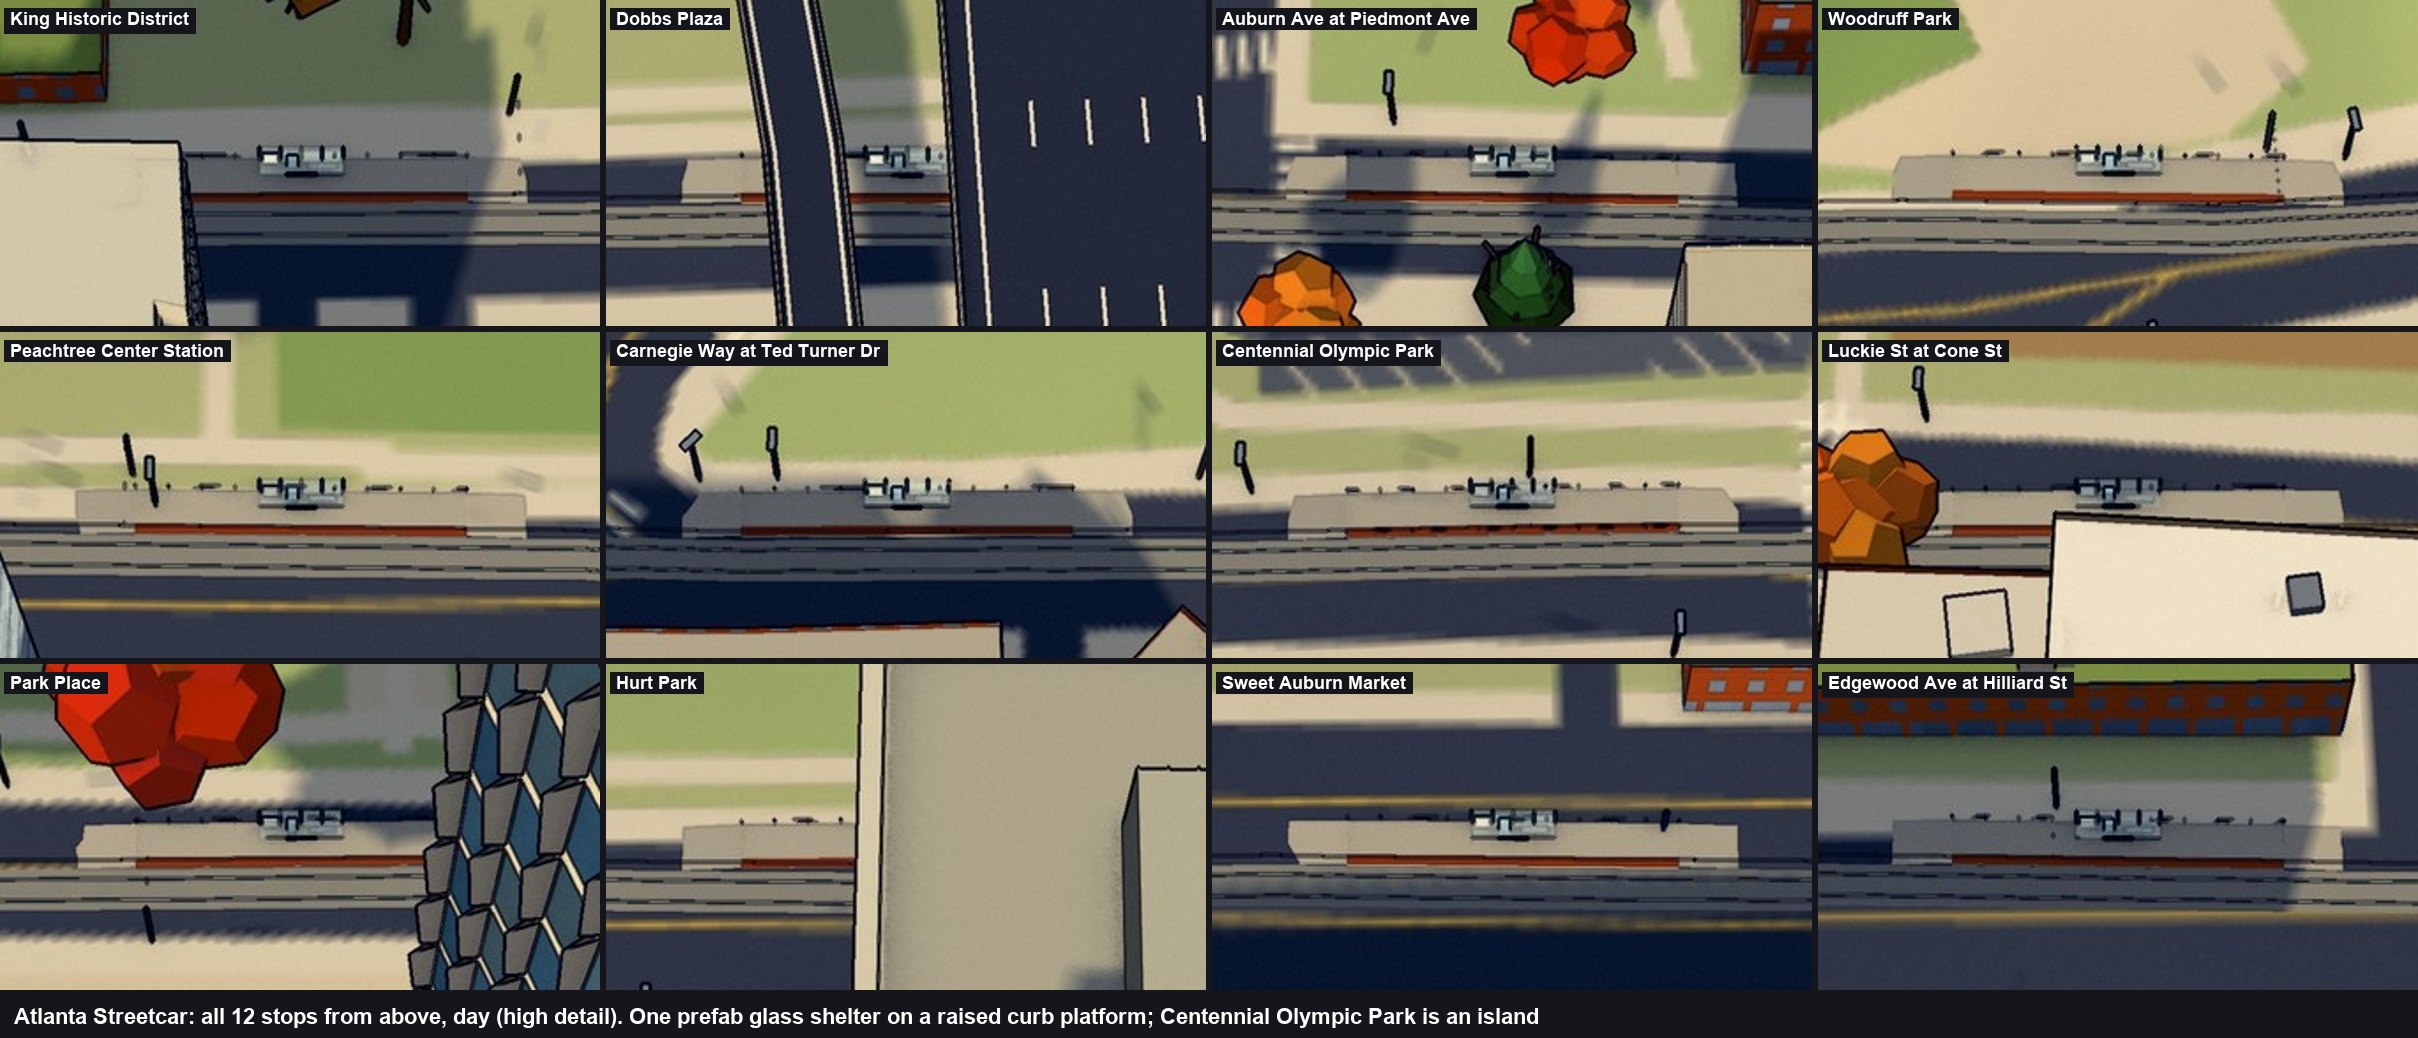 King Historic District
Dobbs Plaza
Auburn Ave at Piedmont Ave
Woodruff Park
Peachtree Center Station
Carnegie Way at Ted Turner Dr
Centennial Olympic Park
Luckie St at Cone St
Park Place
Hurt Park
Sweet Auburn Market
Edgewood Ave at Hilliard St
Atlanta Streetcar: all 12 stops from above, day (high detail). One prefab glass shelter on a raised curb platform; Centennial Olympic Park is an island